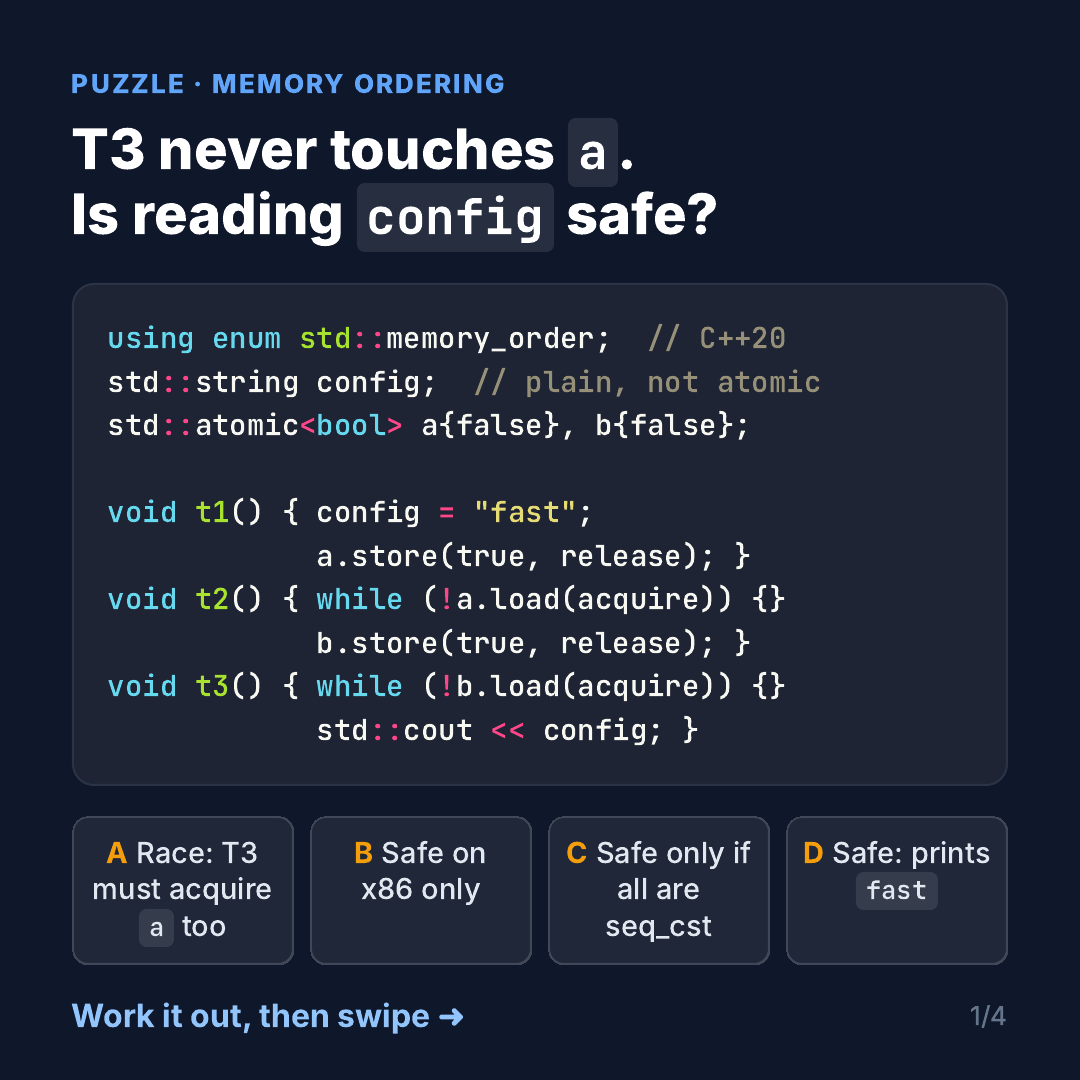 PUZZLE · MEMORY ORDERING
T3 never touches a.
Is reading config safe?
using enum std::memory_order;  // C++20
std::string config;  // plain, not atomic
std::atomic<bool> a{false}, b{false};
void t1() { config = "fast";
            a.store(true, release); }
void t2() { while (!a.load(acquire)) {}
            b.store(true, release); }
void t3() { while (!b.load(acquire)) {}
            std::cout << config; }
A Race: T3
must acquire
a too
B Safe on
x86 only
C Safe only if
all are
seq_cst
D Safe: prints
fast
Work it out, then swipe ➜
1/4